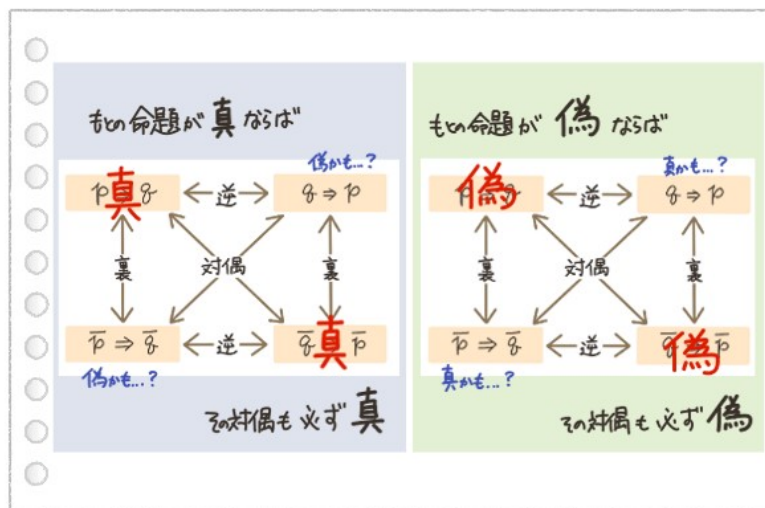 もとの命題が 真 ならば
偽かも...?
p 真 q ←逆→ q ⇒ p
裏 対偶 裏
p̅ ⇒ q̅ ←逆→ q̅ 真 p̅
偽かも...?
その対偶も必ず真
もとの命題が 偽 ならば
真かも...?
p 偽 q ←逆→ q ⇒ p
裏 対偶 裏
p̅ ⇒ q̅ ←逆→ q̅ 偽 p̅
真かも...?
その対偶も必ず偽